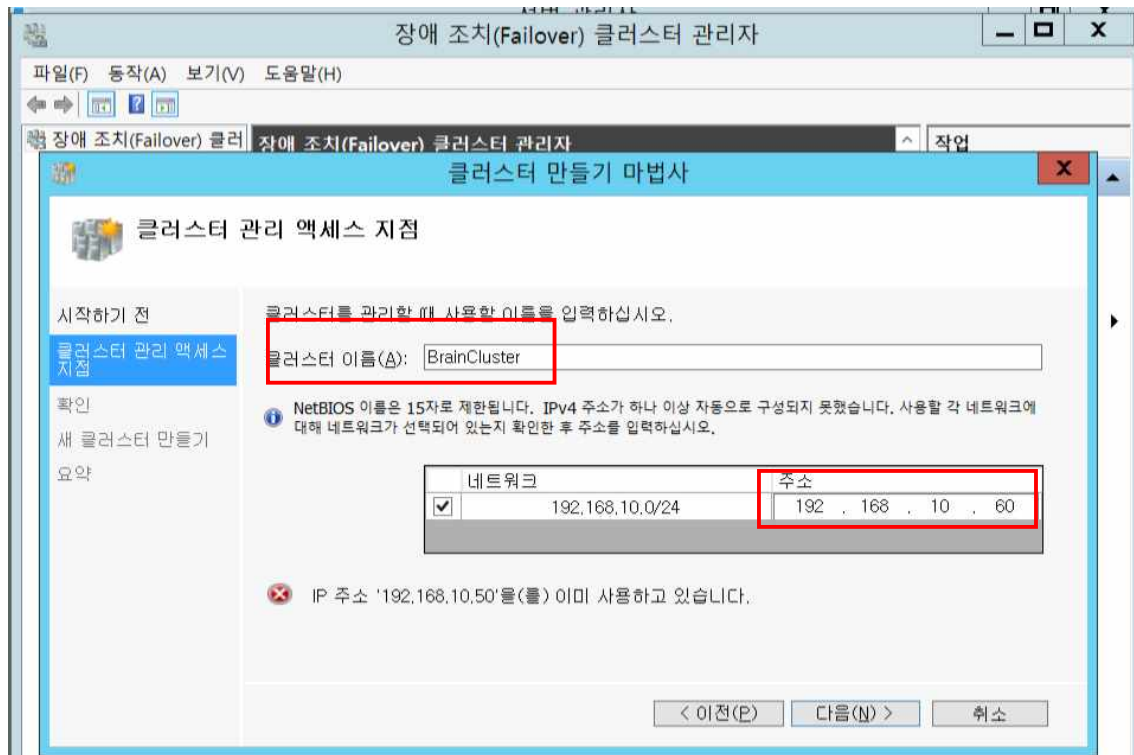 장애 조치(Failover) 클러스터 관리자
파일(F) 동작(A) 보기(V) 도움말(H)
장애 조치(Failover) 클러
장애 조치(Failover) 클러스터 관리자
작업
클러스터 만들기 마법사
클러스터 관리 액세스 지점
시작하기 전
클러스터 관리 액세스
지점
확인
새 클러스터 만들기
요약
클러스터를 관리할 때 사용할 이름을 입력하십시오.
클러스터 이름(A): BrainCluster
NetBIOS 이름은 15자로 제한됩니다. IPv4 주소가 하나 이상 자동으로 구성되지 못했습니다. 사용할 각 네트워크에
대해 네트워크가 선택되어 있는지 확인한 후 주소를 입력하십시오.
네트워크 주소
192.168.10.0/24 192 . 168 . 10 . 60
IP 주소 '192.168.10.50'을(를) 이미 사용하고 있습니다.
< 이전(P) 다음(N) > 취소